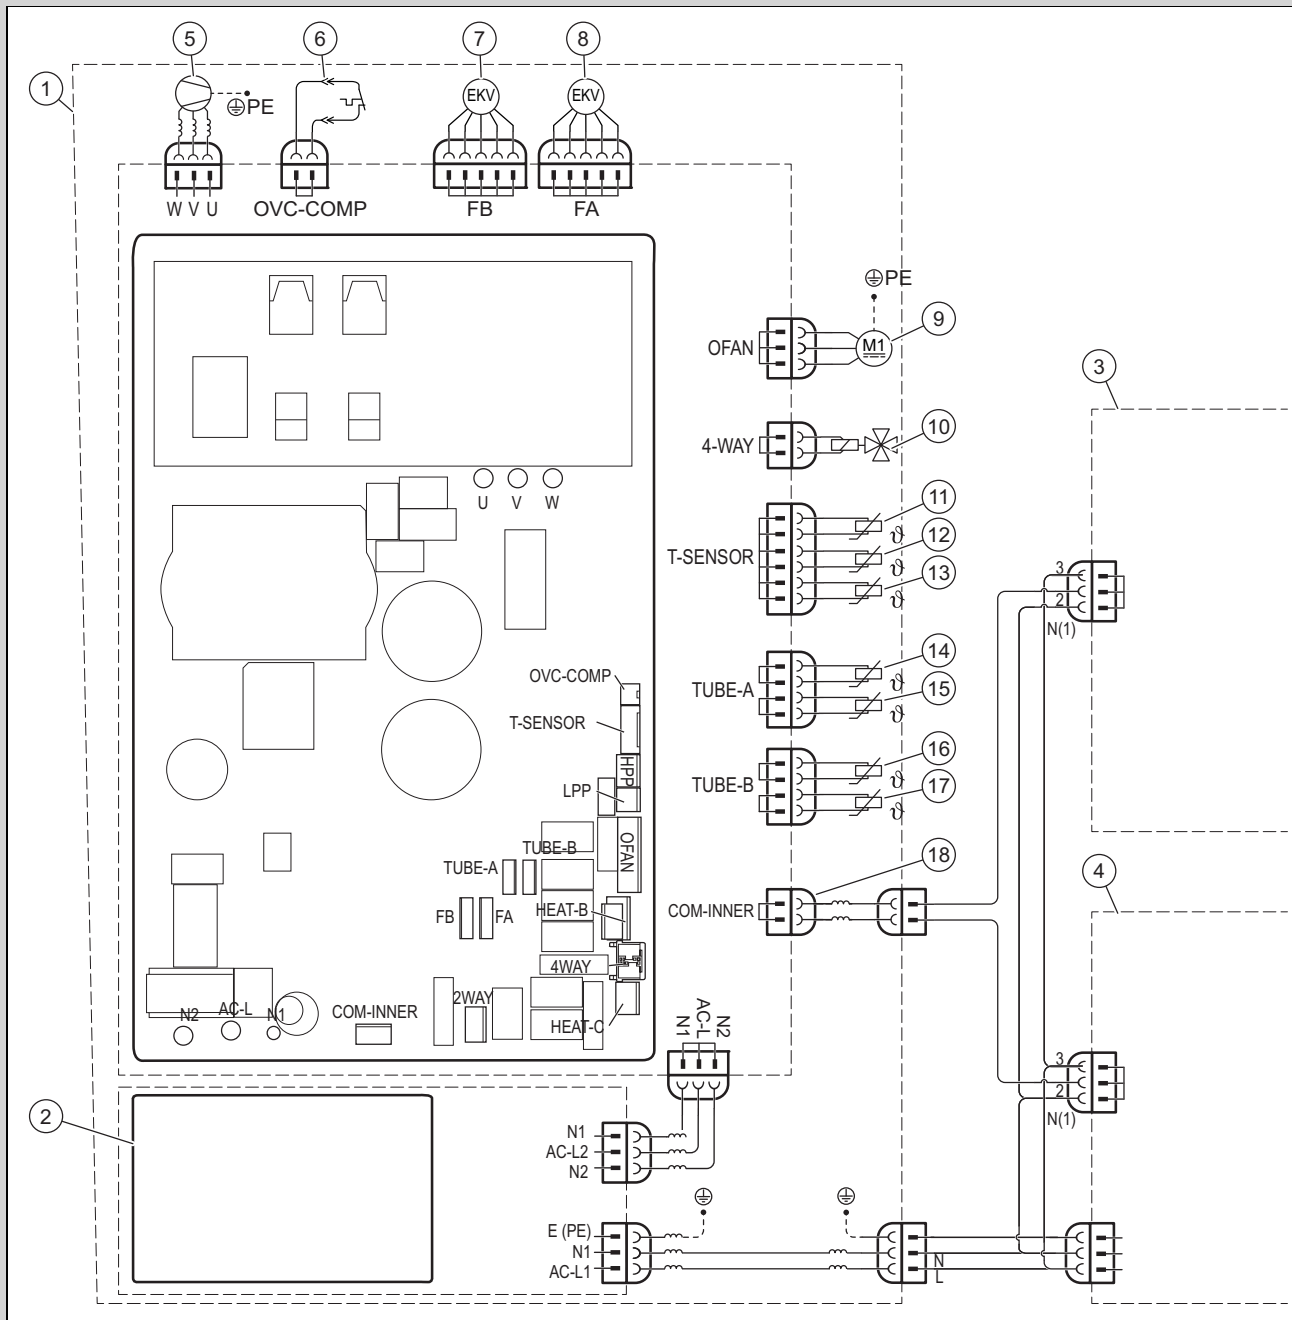 5
6
7
8
1
EKV
EKV
PE
W V U
OVC-COMP
FB
FA
PE
9
OFAN
M1
3
10
4-WAY
U V W
11
T-SENSOR
ϑ
12
ϑ
13
ϑ
3
2
N(1)
14
OVC-COMP
TUBE-A
ϑ
15
T-SENSOR
ϑ
16
HPP
LPP
TUBE-B
ϑ
17
ϑ
OFAN
TUBE-B
TUBE-A
18
4
FB
FA
HEAT-B
COM-INNER
4WAY
2WAY
N2
AC-L
N1
COM-INNER
HEAT-C
N1
AC-L
N2
3
2
N(1)
2
N1
AC-L2
N2
E (PE)
N1
AC-L1
N
L